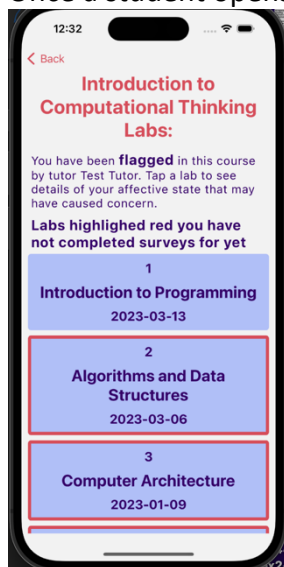 Once a student opens
12:32
Back
Introduction to
Computational Thinking
Labs:
You have been flagged in this course
by tutor Test Tutor. Tap a lab to see
details of your affective state that may
have caused concern.
Labs highlighed red you have
not completed surveys for yet
1
Introduction to Programming
2023-03-13
2
Algorithms and Data
Structures
2023-03-06
3
Computer Architecture
2023-01-09